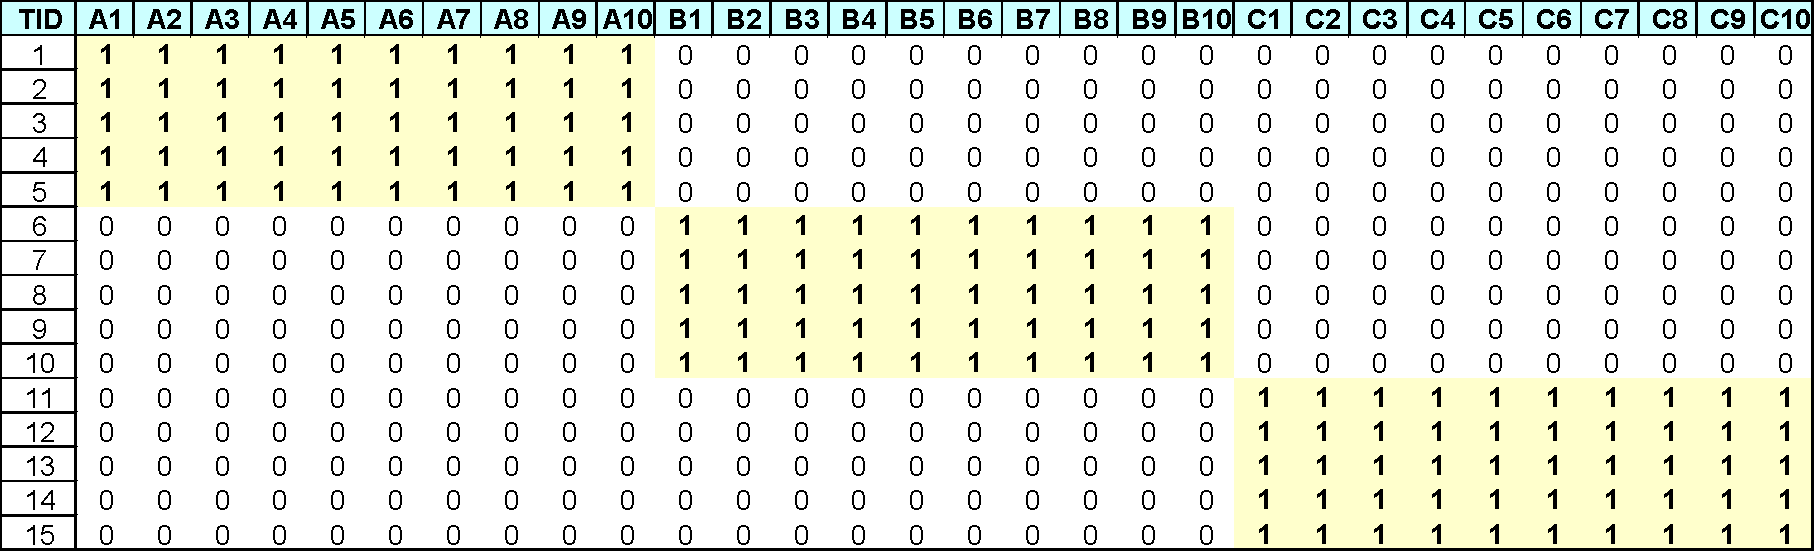 TID A1 A2 A3 A4 A5 A6 A7 A8 A9 A10 B1 B2 B3 B4 B5 B6 B7 B8 B9 B10 C1 C2 C3 C4 C5 C6 C7 C8 C9 C10
1 1 1 1 1 1 1 1 1 1 1 0 0 0 0 0 0 0 0 0 0 0 0 0 0 0 0 0 0 0 0
2 1 1 1 1 1 1 1 1 1 1 0 0 0 0 0 0 0 0 0 0 0 0 0 0 0 0 0 0 0 0
3 1 1 1 1 1 1 1 1 1 1 0 0 0 0 0 0 0 0 0 0 0 0 0 0 0 0 0 0 0 0
4 1 1 1 1 1 1 1 1 1 1 0 0 0 0 0 0 0 0 0 0 0 0 0 0 0 0 0 0 0 0
5 1 1 1 1 1 1 1 1 1 1 0 0 0 0 0 0 0 0 0 0 0 0 0 0 0 0 0 0 0 0
6 0 0 0 0 0 0 0 0 0 0 1 1 1 1 1 1 1 1 1 1 0 0 0 0 0 0 0 0 0 0
7 0 0 0 0 0 0 0 0 0 0 1 1 1 1 1 1 1 1 1 1 0 0 0 0 0 0 0 0 0 0
8 0 0 0 0 0 0 0 0 0 0 1 1 1 1 1 1 1 1 1 1 0 0 0 0 0 0 0 0 0 0
9 0 0 0 0 0 0 0 0 0 0 1 1 1 1 1 1 1 1 1 1 0 0 0 0 0 0 0 0 0 0
10 0 0 0 0 0 0 0 0 0 0 1 1 1 1 1 1 1 1 1 1 0 0 0 0 0 0 0 0 0 0
11 0 0 0 0 0 0 0 0 0 0 0 0 0 0 0 0 0 0 0 0 1 1 1 1 1 1 1 1 1 1
12 0 0 0 0 0 0 0 0 0 0 0 0 0 0 0 0 0 0 0 0 1 1 1 1 1 1 1 1 1 1
13 0 0 0 0 0 0 0 0 0 0 0 0 0 0 0 0 0 0 0 0 1 1 1 1 1 1 1 1 1 1
14 0 0 0 0 0 0 0 0 0 0 0 0 0 0 0 0 0 0 0 0 1 1 1 1 1 1 1 1 1 1
15 0 0 0 0 0 0 0 0 0 0 0 0 0 0 0 0 0 0 0 0 1 1 1 1 1 1 1 1 1 1